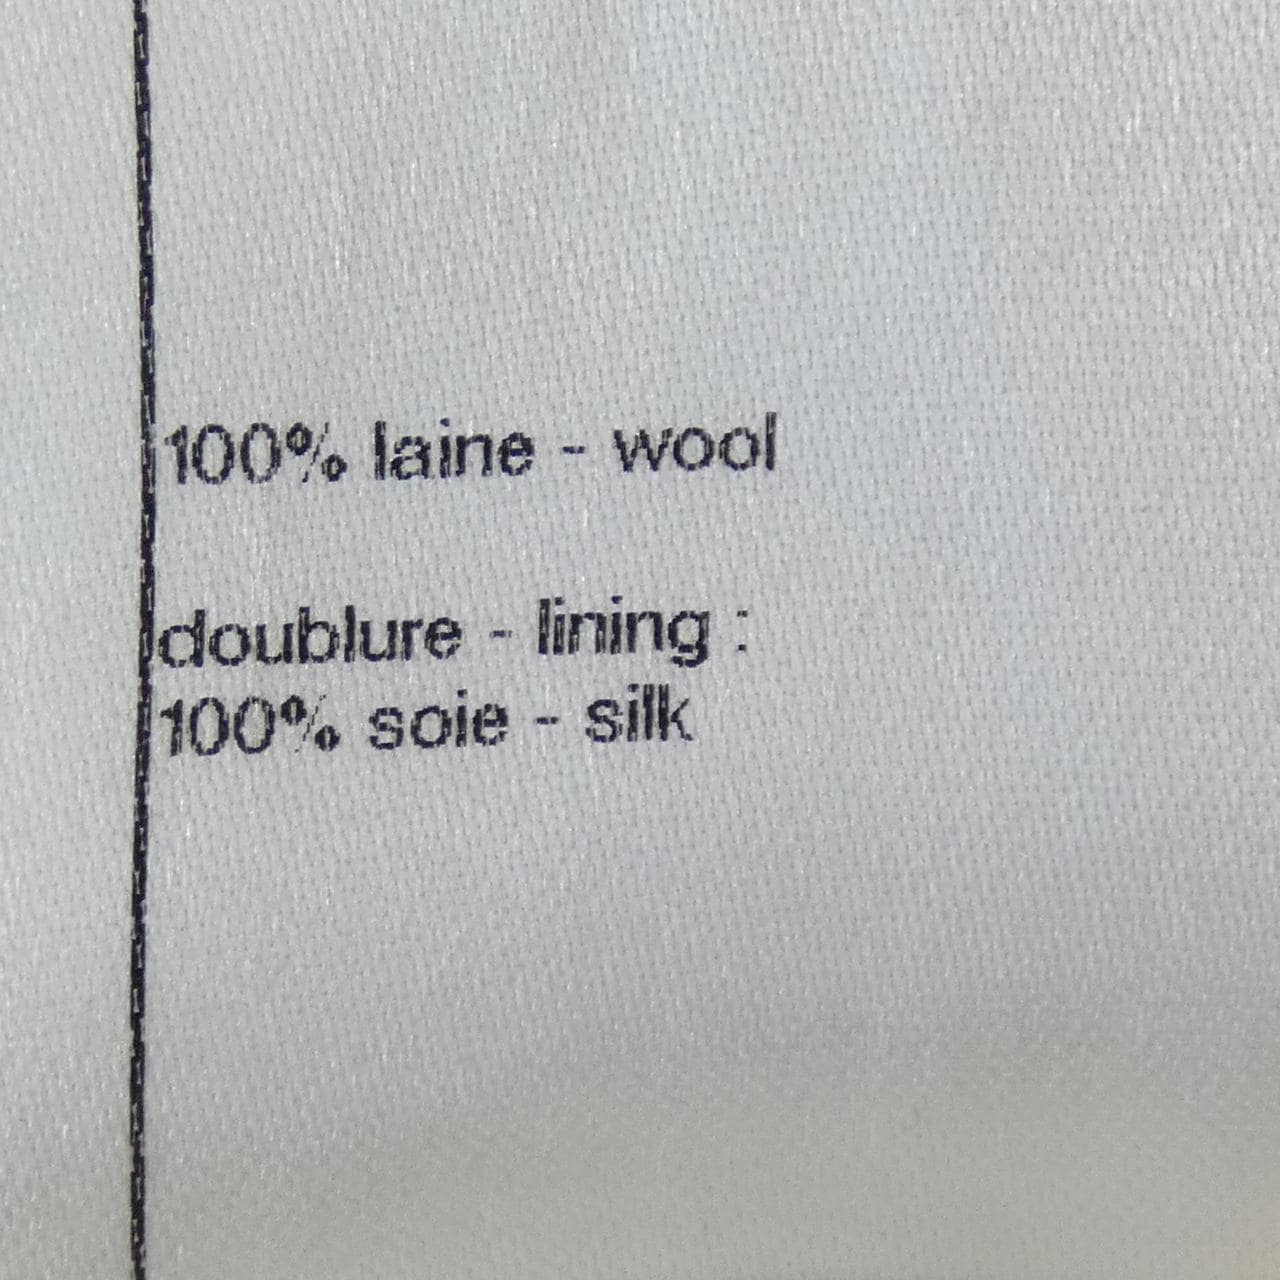 100% laine - wool
doublure - lining :
100% soie - silk